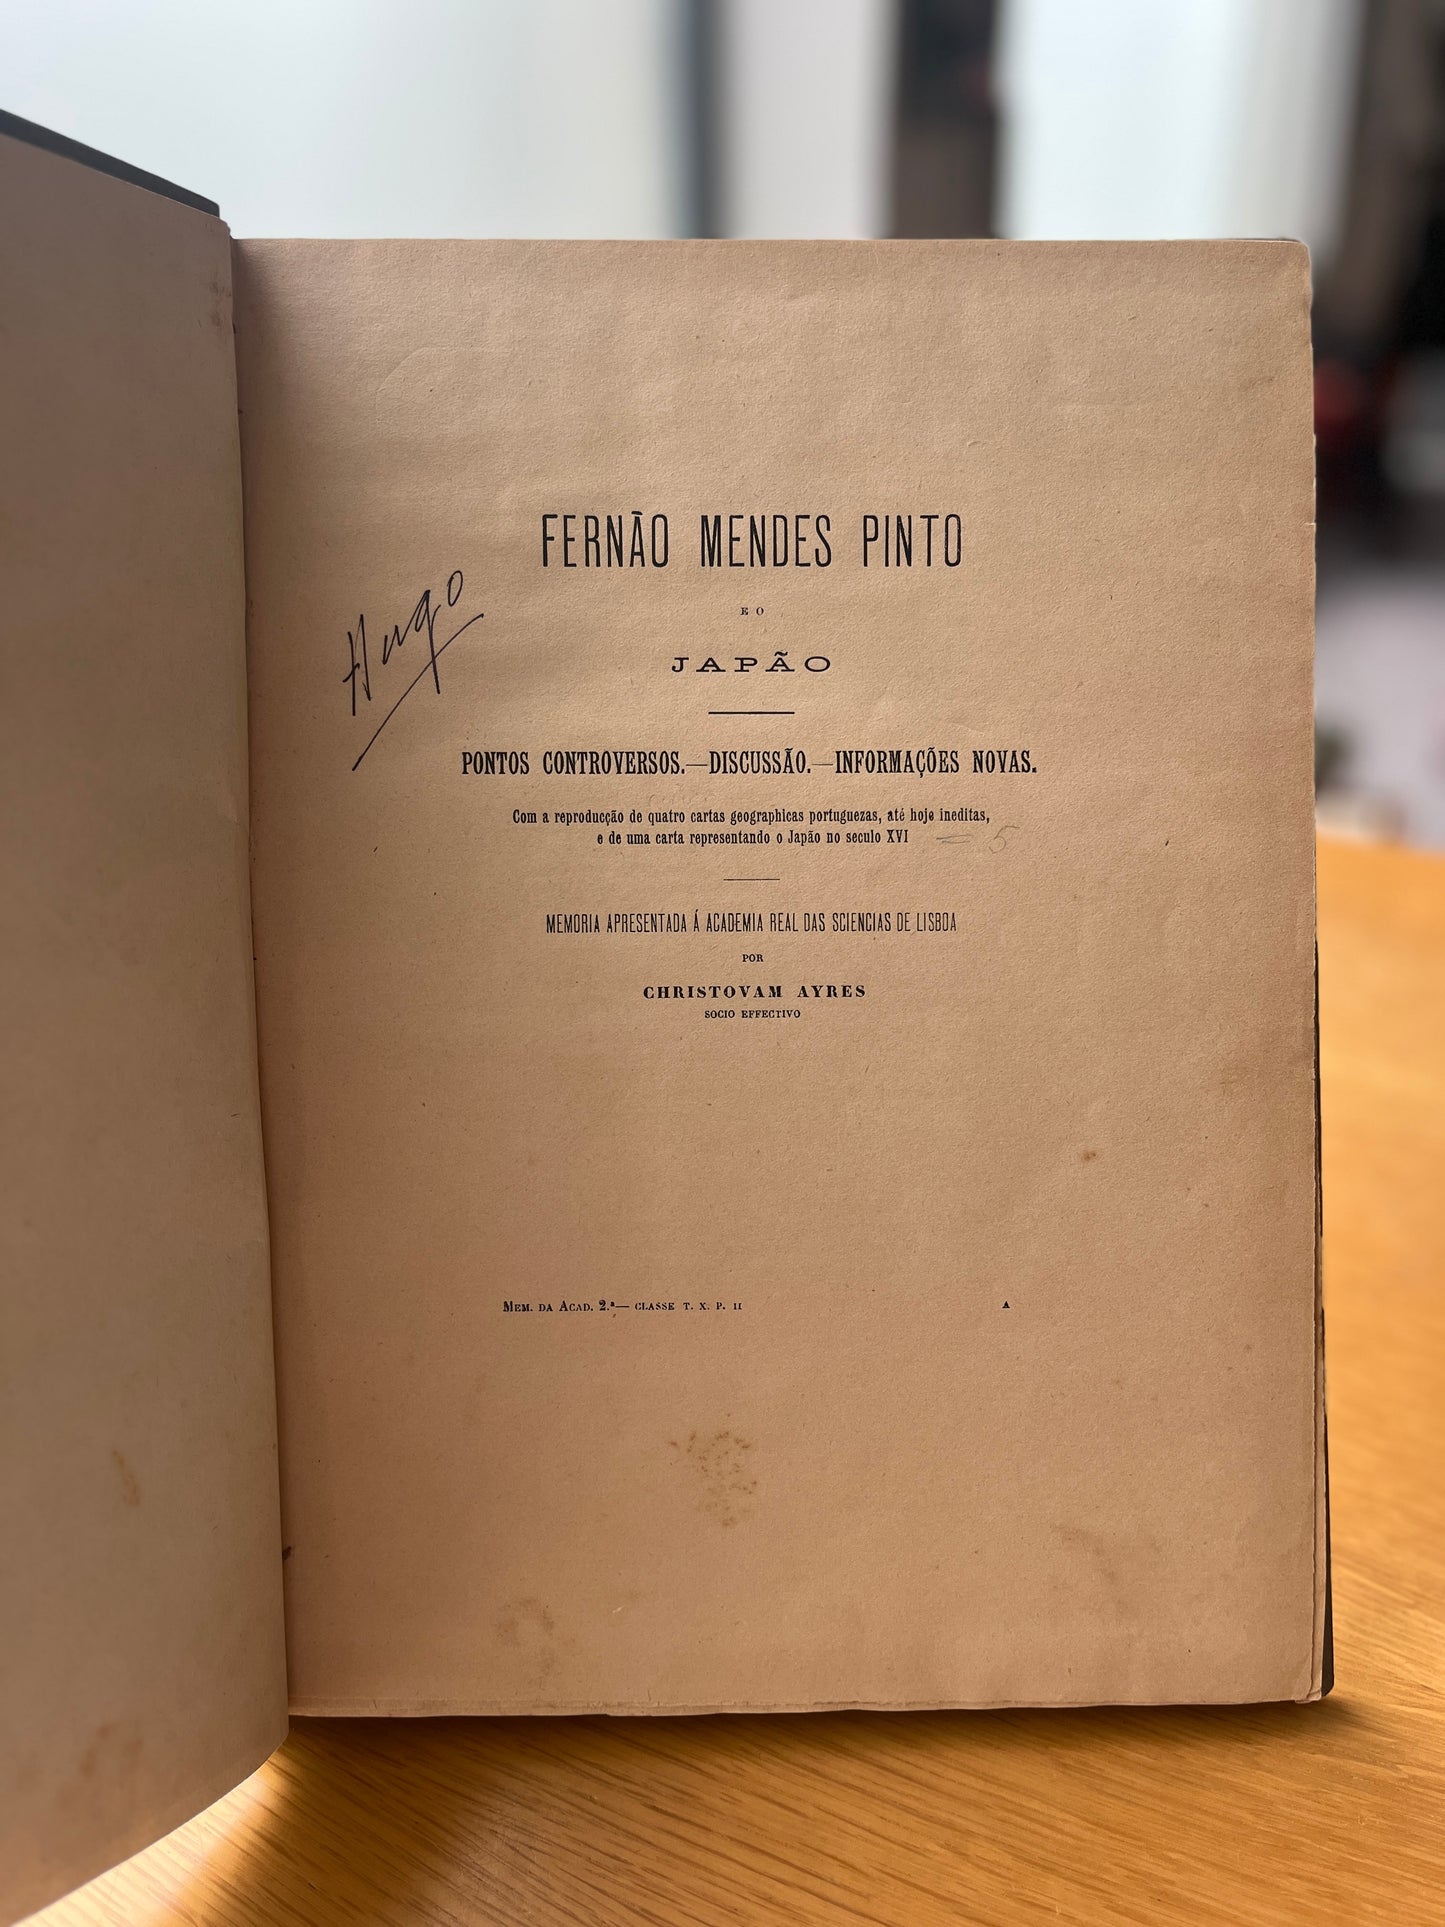 FERNÃO MENDES PINTO
E O
JAPÃO
Hugo
PONTOS CONTROVERSOS.—DISCUSSÃO.—INFORMAÇÕES NOVAS.
Com a reproducção de quatro cartas geographicas portuguezas, até hoje ineditas,
e de uma carta representando o Japão no seculo XVI = 5
MEMORIA APRESENTADA Á ACADEMIA REAL DAS SCIENCIAS DE LISBOA
POR
CHRISTOVAM AYRES
SOCIO EFFECTIVO
MEM. DA ACAD. 2.ª— CLASSE T. X. P. II A